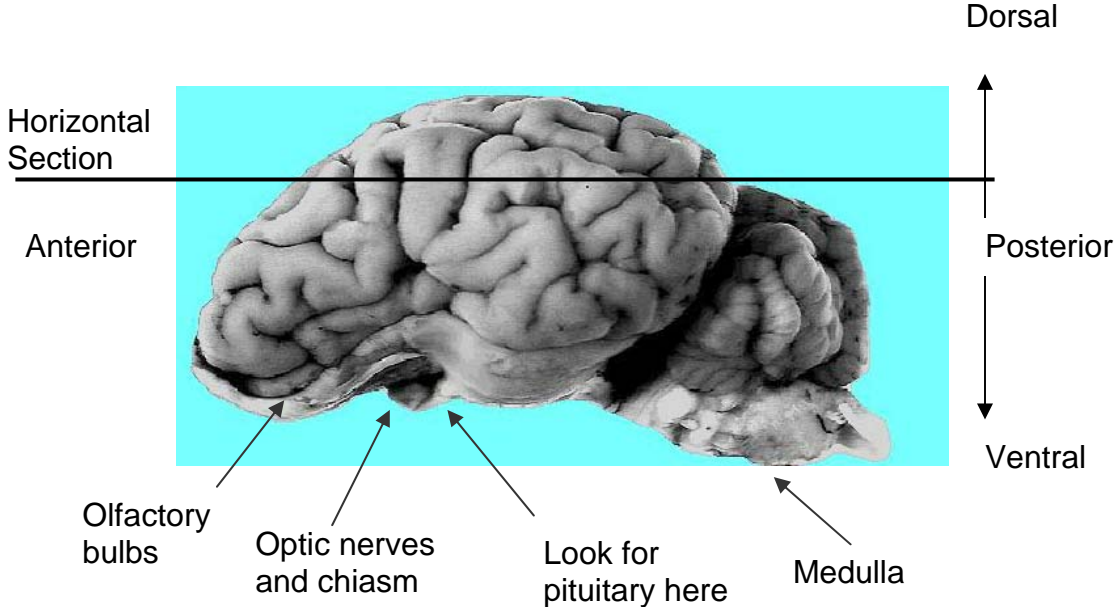 Dorsal
Horizontal
Section
Anterior
Posterior
Ventral
Olfactory
bulbs
Optic nerves
and chiasm
Look for
pituitary here
Medulla